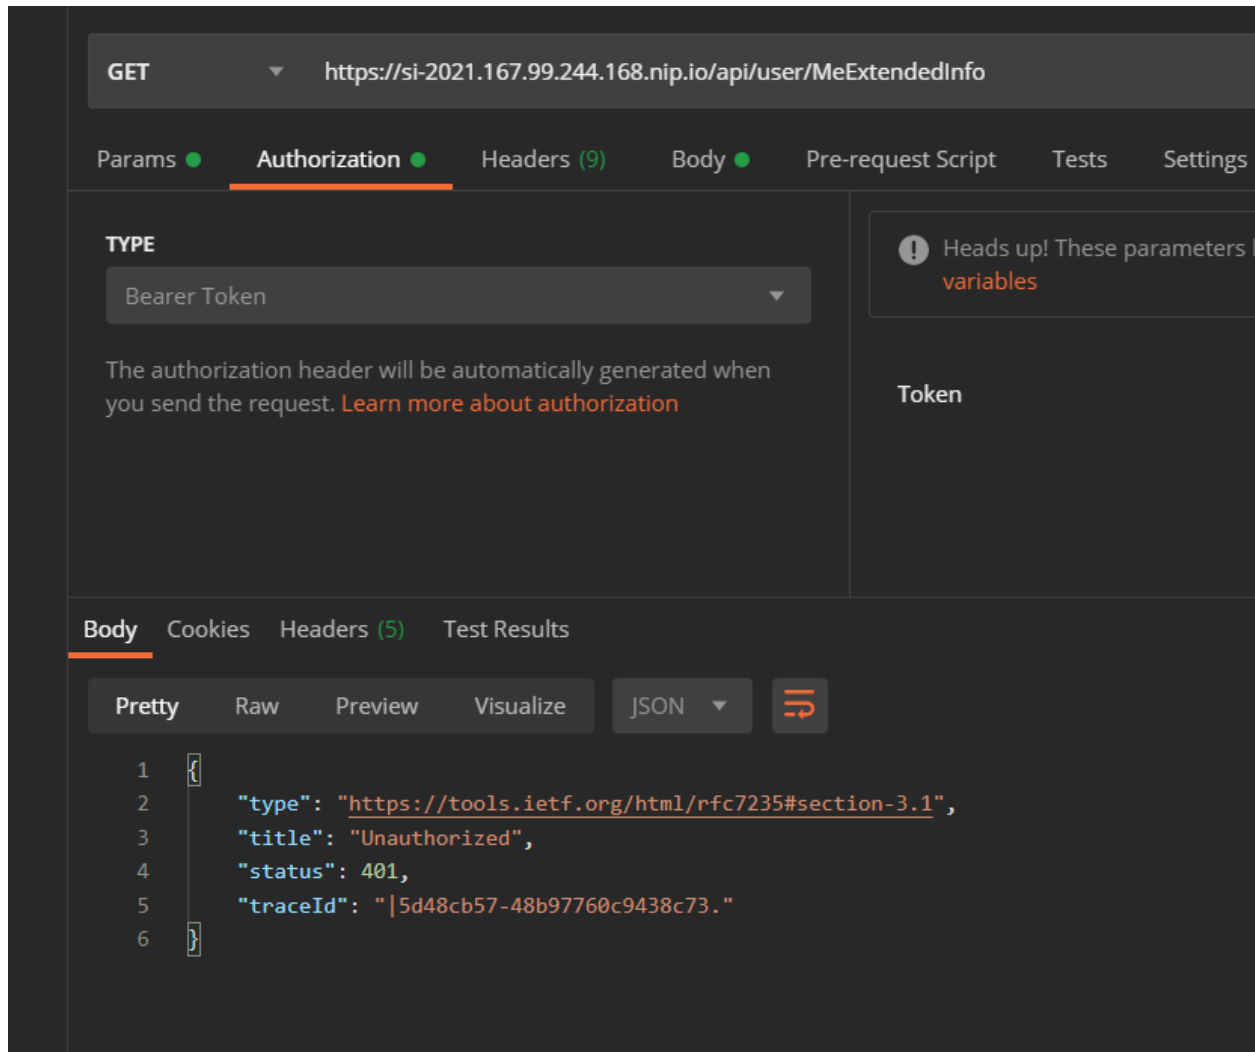 GET https://si-2021.167.99.244.168.nip.io/api/user/MeExtendedInfo
Params Authorization Headers (9) Body Pre-request Script Tests Settings
TYPE
Bearer Token
The authorization header will be automatically generated when
you send the request. Learn more about authorization
Heads up! These parameters
variables
Token
Body Cookies Headers (5) Test Results
Pretty Raw Preview Visualize JSON
1 {
2 "type": "https://tools.ietf.org/html/rfc7235#section-3.1",
3 "title": "Unauthorized",
4 "status": 401,
5 "traceId": "|5d48cb57-48b97760c9438c73."
6 }